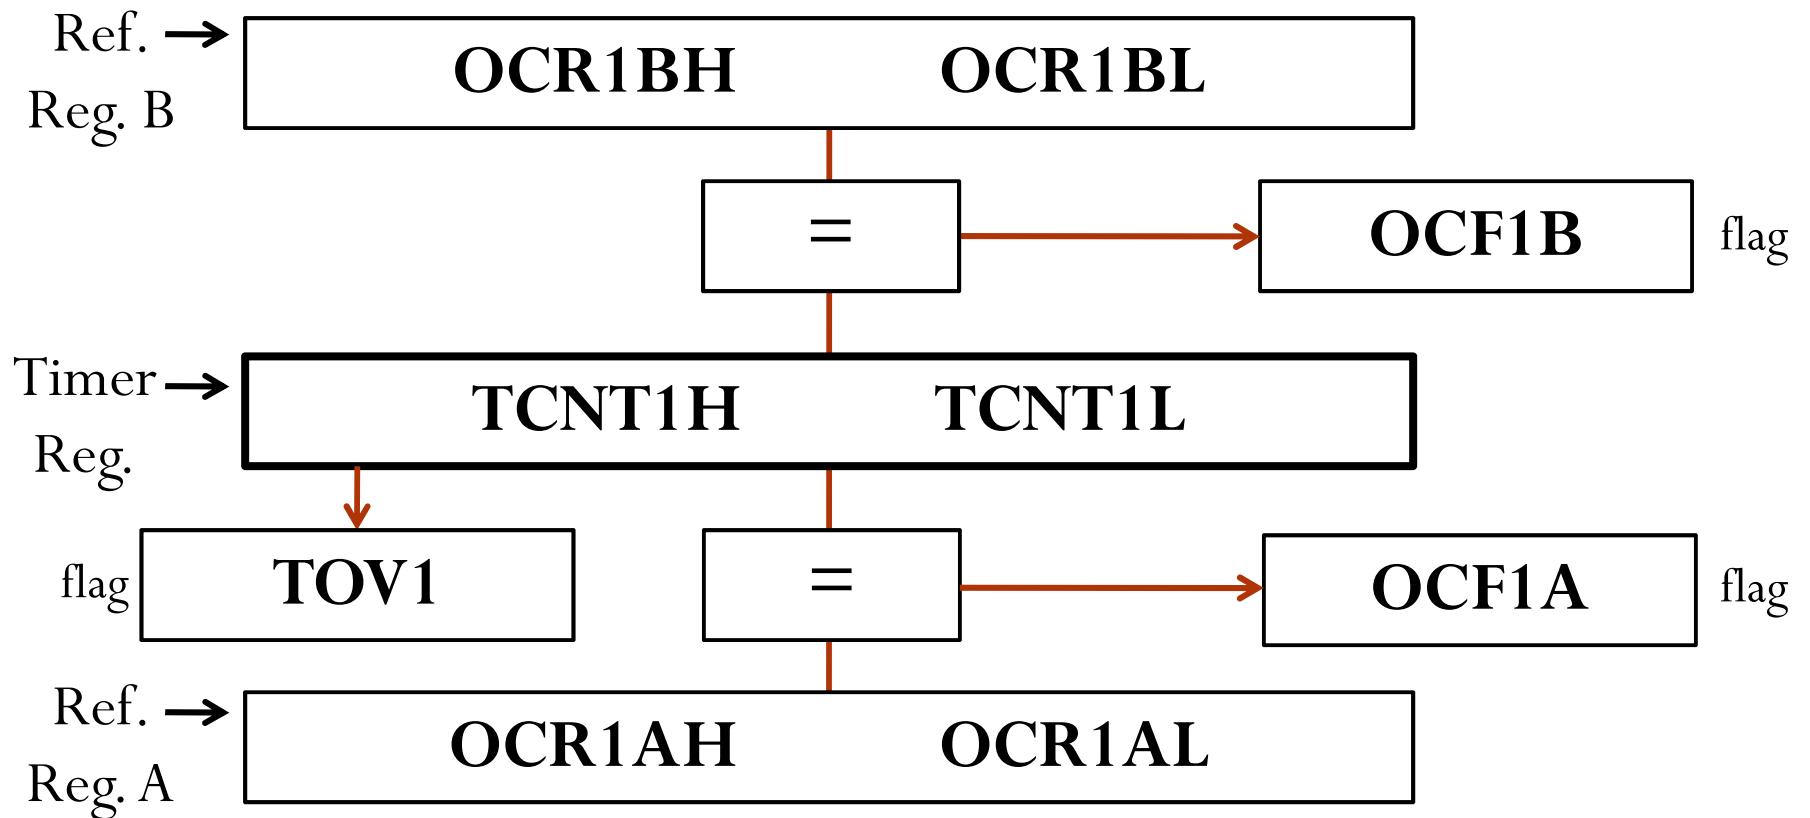 Ref.
Reg. B
OCR1BH OCR1BL
=
OCF1B
flag
Timer
Reg.
TCNT1H TCNT1L
flag
TOV1
=
OCF1A
flag
Ref.
Reg. A
OCR1AH OCR1AL